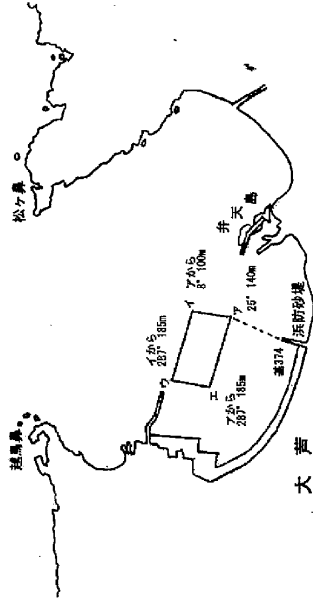 松ヶ鼻
越馬鼻
弁天島
イから
287° 185m
アから
8° 100m
イ
ウ
ア
エ
25° 140m
アから
287° 185m
基374
浜防砂堤
大芦